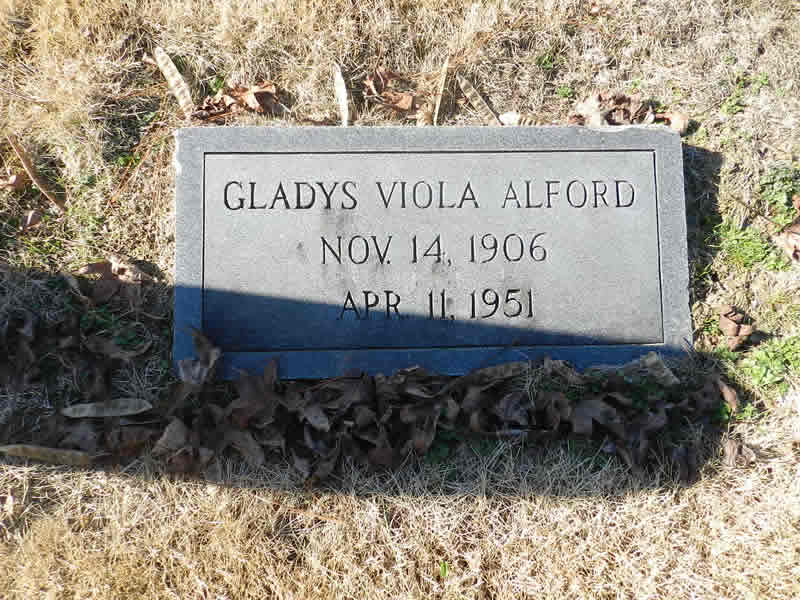 GLADYS VIOLA ALFORD
NOV. 14, 1906
APR. 11, 1951